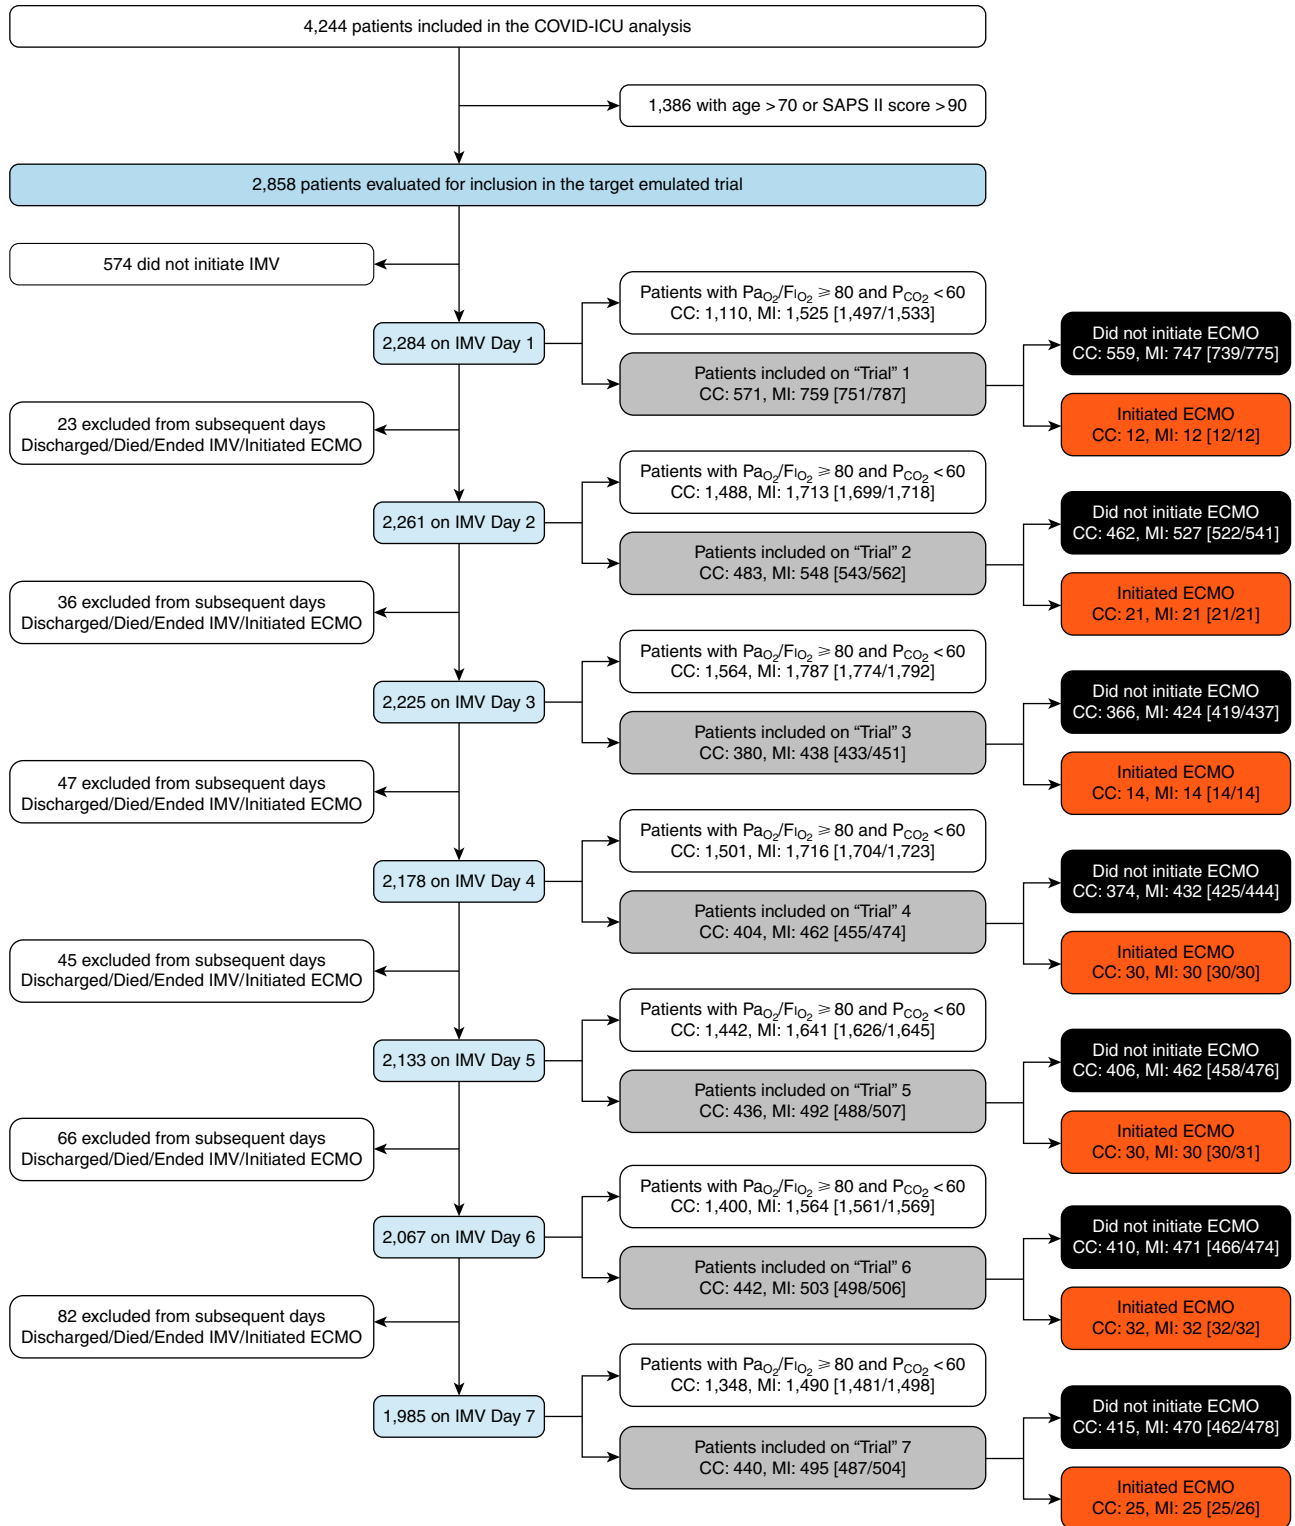 4,244 patients included in the COVID-ICU analysis
1,386 with age >70 or SAPS II score >90
2,858 patients evaluated for inclusion in the target emulated trial
574 did not initiate IMV
2,284 on IMV Day 1
Patients with PaO2/FIO2 ⩾ 80 and PCO2 < 60
CC: 1,110, MI: 1,525 [1,497/1,533]
Patients included on “Trial” 1
CC: 571, MI: 759 [751/787]
Did not initiate ECMO
CC: 559, MI: 747 [739/775]
Initiated ECMO
CC: 12, MI: 12 [12/12]
23 excluded from subsequent days
Discharged/Died/Ended IMV/Initiated ECMO
2,261 on IMV Day 2
Patients with PaO2/FIO2 ⩾ 80 and PCO2 < 60
CC: 1,488, MI: 1,713 [1,699/1,718]
Patients included on “Trial” 2
CC: 483, MI: 548 [543/562]
Did not initiate ECMO
CC: 462, MI: 527 [522/541]
Initiated ECMO
CC: 21, MI: 21 [21/21]
36 excluded from subsequent days
Discharged/Died/Ended IMV/Initiated ECMO
2,225 on IMV Day 3
Patients with PaO2/FIO2 ⩾ 80 and PCO2 < 60
CC: 1,564, MI: 1,787 [1,774/1,792]
Patients included on “Trial” 3
CC: 380, MI: 438 [433/451]
Did not initiate ECMO
CC: 366, MI: 424 [419/437]
Initiated ECMO
CC: 14, MI: 14 [14/14]
47 excluded from subsequent days
Discharged/Died/Ended IMV/Initiated ECMO
2,178 on IMV Day 4
Patients with PaO2/FIO2 ⩾ 80 and PCO2 < 60
CC: 1,501, MI: 1,716 [1,704/1,723]
Patients included on “Trial” 4
CC: 404, MI: 462 [455/474]
Did not initiate ECMO
CC: 374, MI: 432 [425/444]
Initiated ECMO
CC: 30, MI: 30 [30/30]
45 excluded from subsequent days
Discharged/Died/Ended IMV/Initiated ECMO
2,133 on IMV Day 5
Patients with PaO2/FIO2 ⩾ 80 and PCO2 < 60
CC: 1,442, MI: 1,641 [1,626/1,645]
Patients included on “Trial” 5
CC: 436, MI: 492 [488/507]
Did not initiate ECMO
CC: 406, MI: 462 [458/476]
Initiated ECMO
CC: 30, MI: 30 [30/31]
66 excluded from subsequent days
Discharged/Died/Ended IMV/Initiated ECMO
2,067 on IMV Day 6
Patients with PaO2/FIO2 ⩾ 80 and PCO2 < 60
CC: 1,400, MI: 1,564 [1,561/1,569]
Patients included on “Trial” 6
CC: 442, MI: 503 [498/506]
Did not initiate ECMO
CC: 410, MI: 471 [466/474]
Initiated ECMO
CC: 32, MI: 32 [32/32]
82 excluded from subsequent days
Discharged/Died/Ended IMV/Initiated ECMO
1,985 on IMV Day 7
Patients with PaO2/FIO2 ⩾ 80 and PCO2 < 60
CC: 1,348, MI: 1,490 [1,481/1,498]
Patients included on “Trial” 7
CC: 440, MI: 495 [487/504]
Did not initiate ECMO
CC: 415, MI: 470 [462/478]
Initiated ECMO
CC: 25, MI: 25 [25/26]